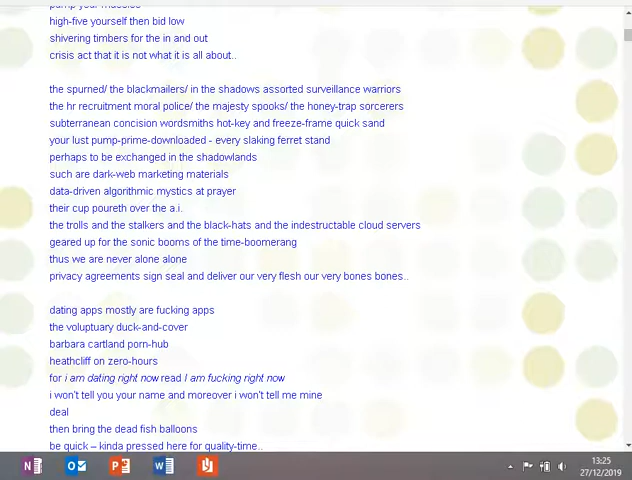 pump your muscles
high-five yourself then bid low
shivering timbers for the in and out
crisis act that it is not what it is all about..
the spurned/ the blackmailers/ in the shadows assorted surveillance warriors
the hr recruitment moral police/ the majesty spooks/ the honey-trap sorcerers
subterranean concision wordsmiths hot-key and freeze-frame quick sand
your lust pump-prime-downloaded - every slaking ferret stand
perhaps to be exchanged in the shadowlands
such are dark-web marketing materials
data-driven algorithmic mystics at prayer
their cup poureth over the a.i.
the trolls and the stalkers and the black-hats and the indestructable cloud servers
geared up for the sonic booms of the time-boomerang
thus we are never alone alone
privacy agreements sign seal and deliver our very flesh our very bones bones..
dating apps mostly are fucking apps
the voluptuary duck-and-cover
barbara cartland porn-hub
heathcliff on zero-hours
for i am dating right now read I am fucking right now
i won't tell you your name and moreover i won't tell me mine
deal
then bring the dead fish balloons
be quick – kinda pressed here for quality-time..
13:25
27/12/2019